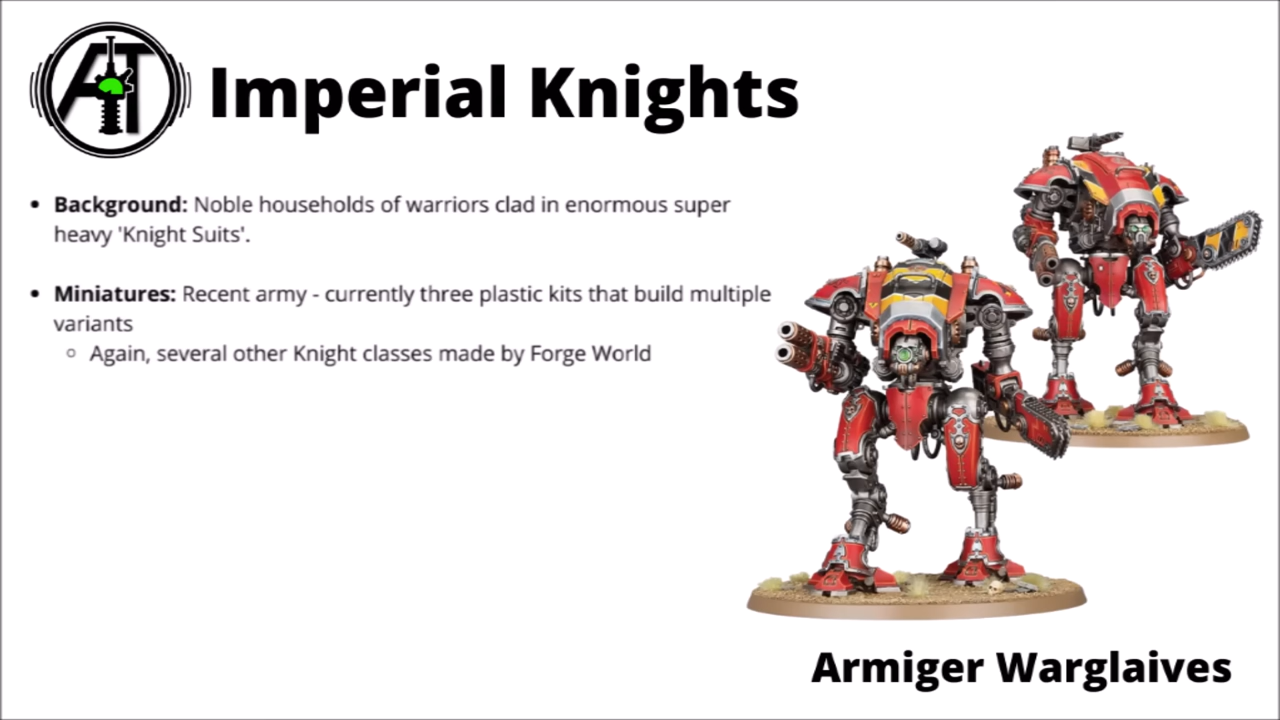 AT
Imperial Knights
• Background: Noble households of warriors clad in enormous super
heavy 'Knight Suits'.
• Miniatures: Recent army - currently three plastic kits that build multiple
variants
○ Again, several other Knight classes made by Forge World
Armiger Warglaives